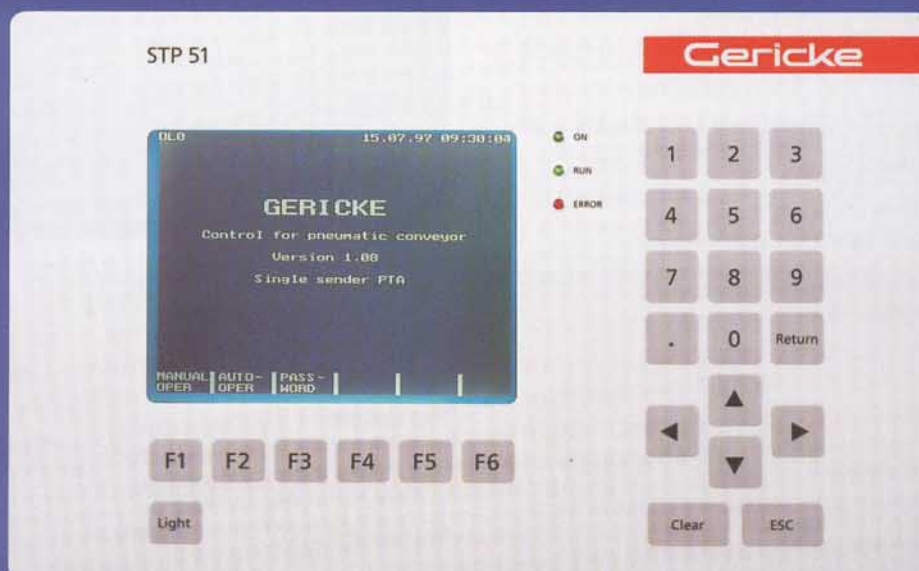 STP 51
Gericke
DL0 15.07.97 09:30:04
GERICKE
Control for pneumatic conveyor
Version 1.00
Single sender PTA
MANUAL OPER AUTO- OPER PASS- WORD
ON
RUN
ERROR
1 2 3
4 5 6
7 8 9
. 0 Return
F1 F2 F3 F4 F5 F6
Light
Clear ESC